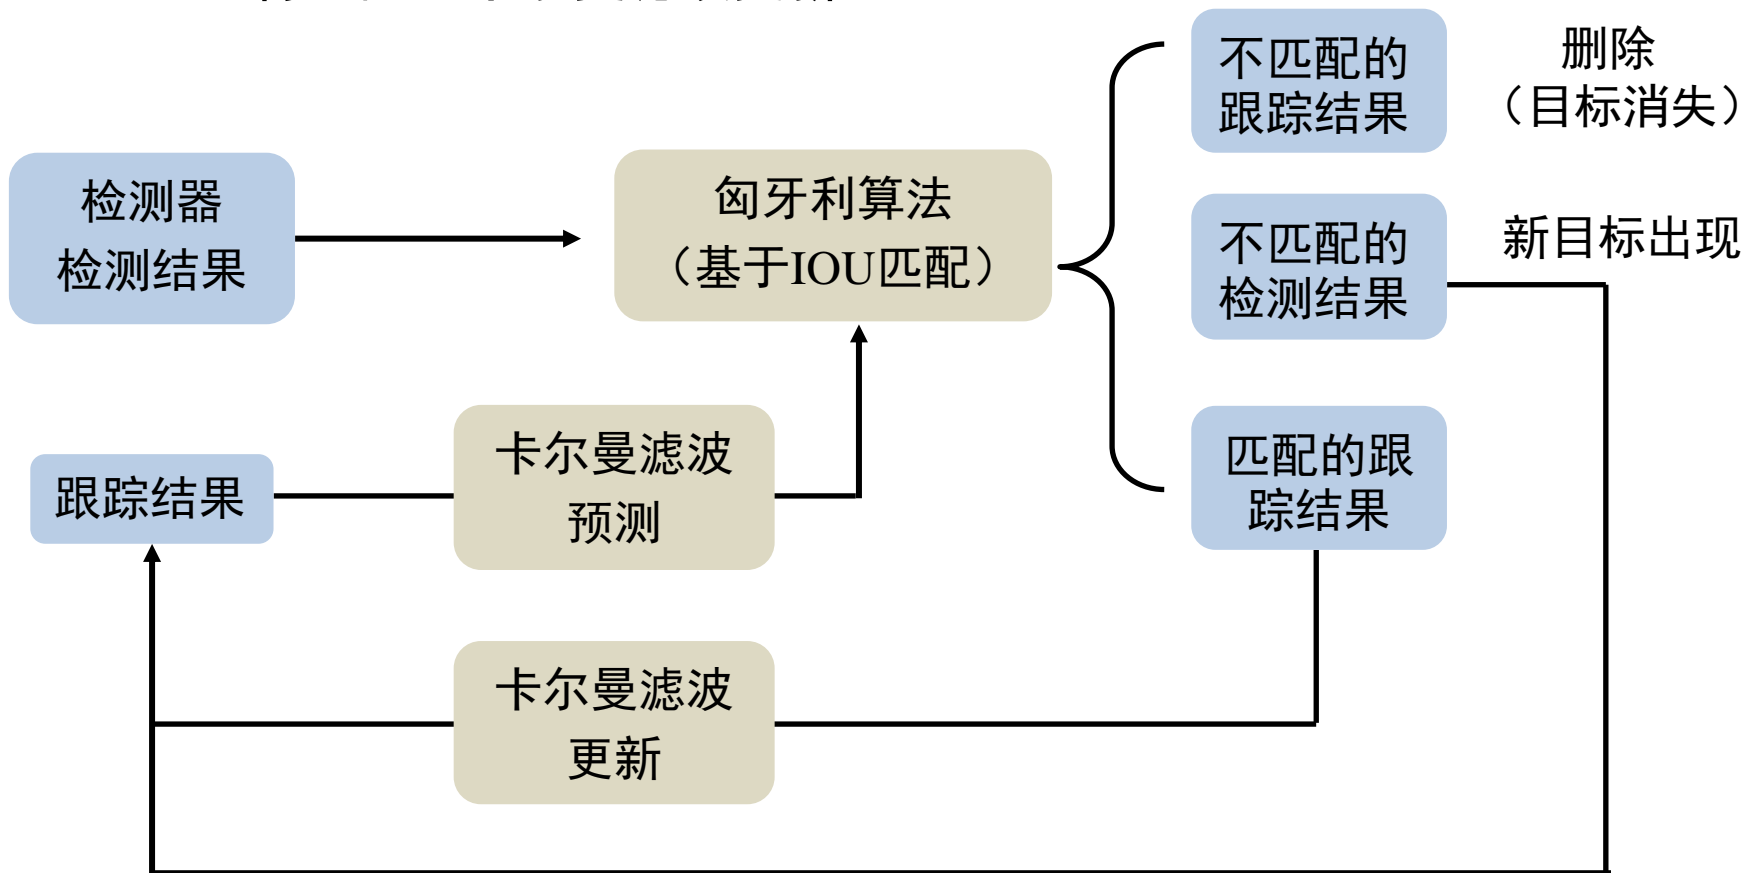 检测器
检测结果
匈牙利算法
（基于IOU匹配）
不匹配的
跟踪结果
删除
（目标消失）
不匹配的
检测结果
新目标出现
匹配的跟
踪结果
跟踪结果
卡尔曼滤波
预测
卡尔曼滤波
更新